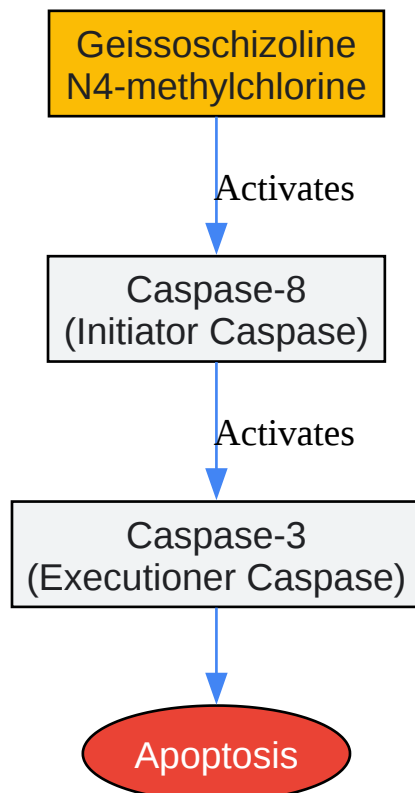 Geissoschizoline
N4-methylchlorine
Activates
Caspase-8
(Initiator Caspase)
Activates
Caspase-3
(Executioner Caspase)
Apoptosis